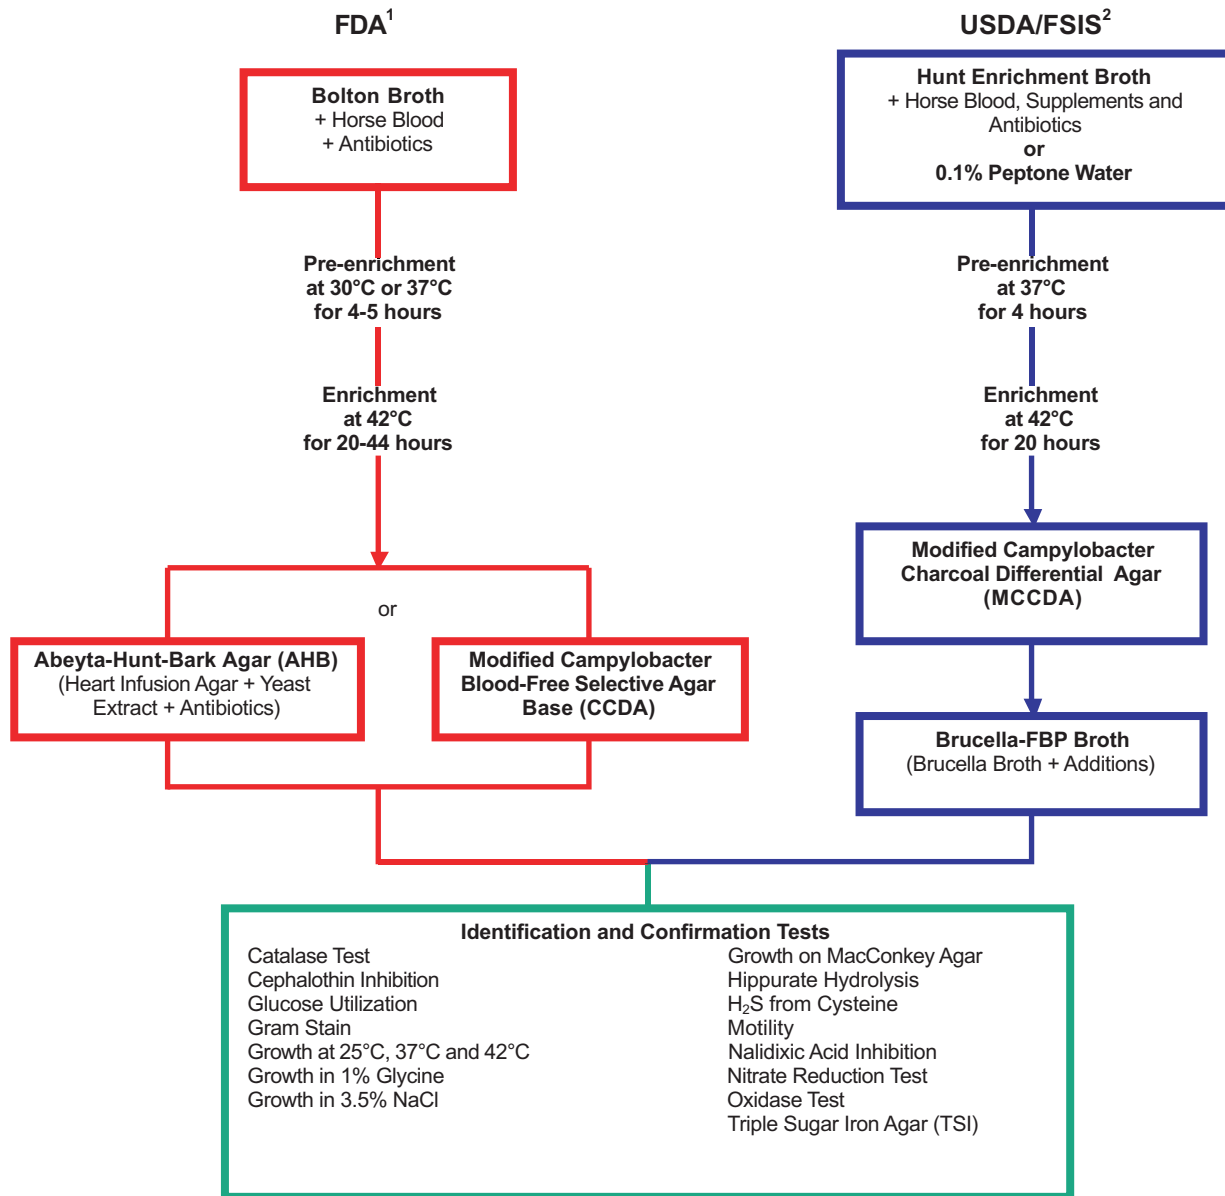 FDA¹
Bolton Broth
+ Horse Blood
+ Antibiotics
Pre-enrichment
at 30°C or 37°C
for 4-5 hours
Enrichment
at 42°C
for 20-44 hours
or
Abeyta-Hunt-Bark Agar (AHB)
(Heart Infusion Agar + Yeast
Extract + Antibiotics)
Modified Campylobacter
Blood-Free Selective Agar
Base (CCDA)
USDA/FSIS²
Hunt Enrichment Broth
+ Horse Blood, Supplements and
Antibiotics
or
0.1% Peptone Water
Pre-enrichment
at 37°C
for 4 hours
Enrichment
at 42°C
for 20 hours
Modified Campylobacter
Charcoal Differential Agar
(MCCDA)
Brucella-FBP Broth
(Brucella Broth + Additions)
Identification and Confirmation Tests
Catalase Test
Cephalothin Inhibition
Glucose Utilization
Gram Stain
Growth at 25°C, 37°C and 42°C
Growth in 1% Glycine
Growth in 3.5% NaCl
Growth on MacConkey Agar
Hippurate Hydrolysis
H₂S from Cysteine
Motility
Nalidixic Acid Inhibition
Nitrate Reduction Test
Oxidase Test
Triple Sugar Iron Agar (TSI)